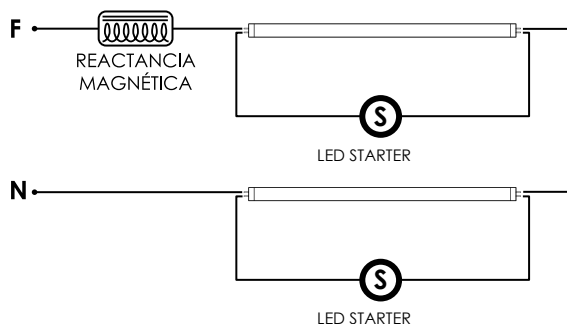 F
REACTANCIA
MAGNÉTICA
S
LED STARTER
N
S
LED STARTER